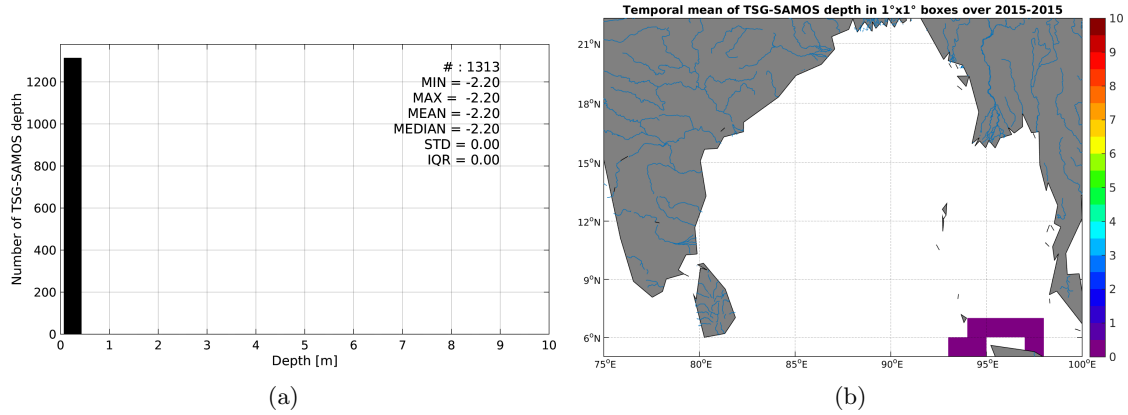 # : 1313
MIN = -2.20
MAX = -2.20
MEAN = -2.20
MEDIAN = -2.20
STD = 0.00
IQR = 0.00
Number of TSG-SAMOS depth
1200
1000
800
600
400
200
0
0 1 2 3 4 5 6 7 8 9 10
Depth [m]
(a)
Temporal mean of TSG-SAMOS depth in 1°x1° boxes over 2015-2015
21°N
18°N
15°N
12°N
9°N
6°N
75°E 80°E 85°E 90°E 95°E 100°E
10
9
8
7
6
5
4
3
2
1
0
(b)